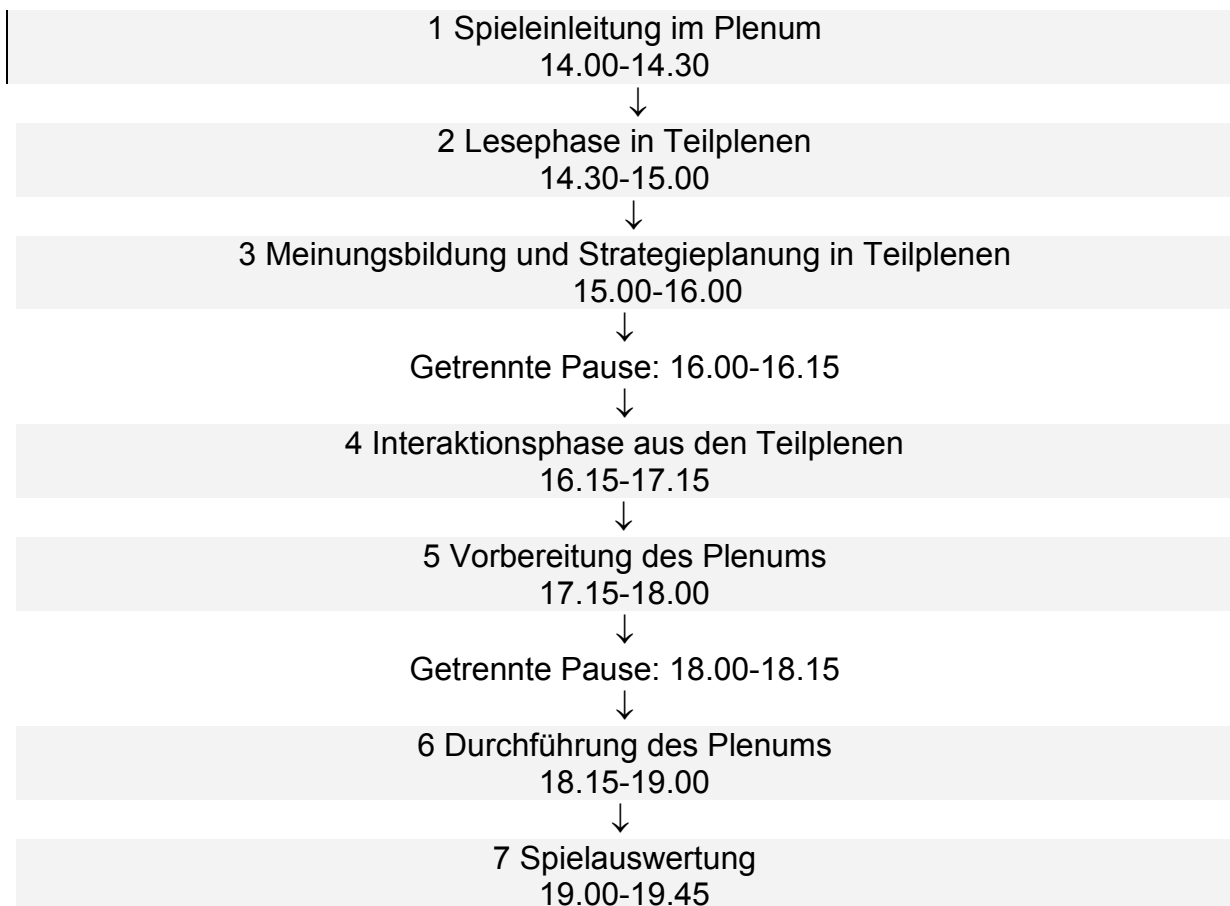 1 Spieleinleitung im Plenum
14.00-14.30
↓
2 Lesephase in Teilplenen
14.30-15.00
↓
3 Meinungsbildung und Strategieplanung in Teilplenen
15.00-16.00
↓
Getrennte Pause: 16.00-16.15
↓
4 Interaktionsphase aus den Teilplenen
16.15-17.15
↓
5 Vorbereitung des Plenums
17.15-18.00
↓
Getrennte Pause: 18.00-18.15
↓
6 Durchführung des Plenums
18.15-19.00
↓
7 Spielauswertung
19.00-19.45